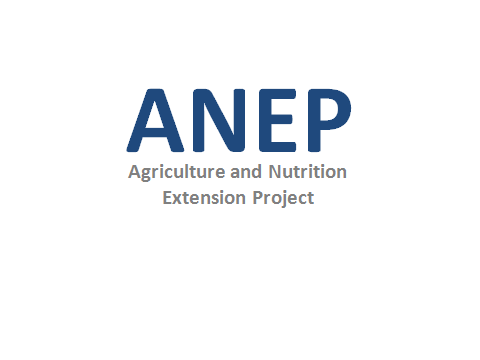 ANEP
Agriculture and Nutrition
Extension Project